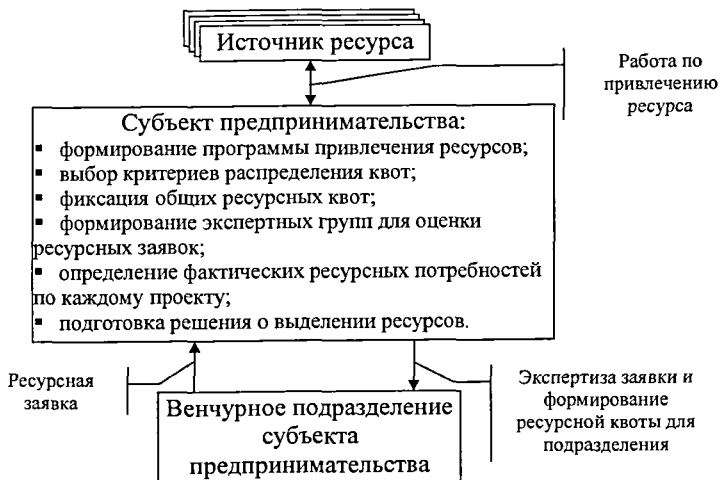 Источник ресурса
Работа по
привлечению
ресурса
Субъект предпринимательства:
▪ формирование программы привлечения ресурсов;
▪ выбор критериев распределения квот;
▪ фиксация общих ресурсных квот;
▪ формирование экспертных групп для оценки
ресурсных заявок;
▪ определение фактических ресурсных потребностей
по каждому проекту;
▪ подготовка решения о выделении ресурсов.
Ресурсная
заявка
Экспертиза заявки и
формирование
ресурсной квоты для
подразделения
Венчурное подразделение
субъекта
предпринимательства